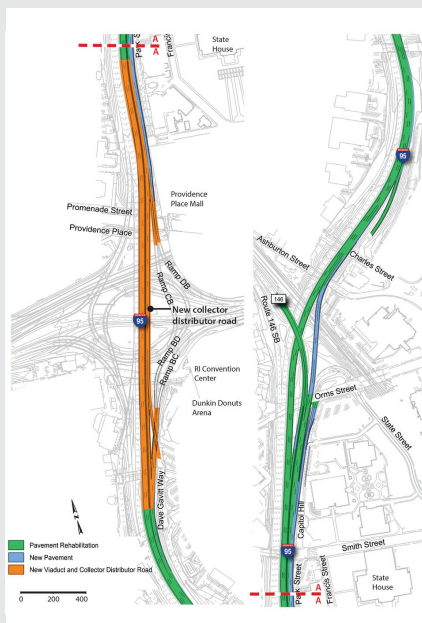 Park S
Francis
A
A
State
House
Providence
Place Mall
Promenade Street
Providence Place
Ramp DB
Ramp CB
New collector
distributor road
95
Ramp BD
Ramp BC
RI Convention
Center
Dunkin Donuts
Arena
Dave Gavitt Way
N
Pavement Rehabilitation
New Pavement
New Viaduct and Collector Distributor Road
0 200 400
95
Ashburton Street
Charles Street
146
Route 146 SB
Orms Street
State Street
Capitol Hill
Smith Street
95
Park Street
Francis Street
State
House
A
A